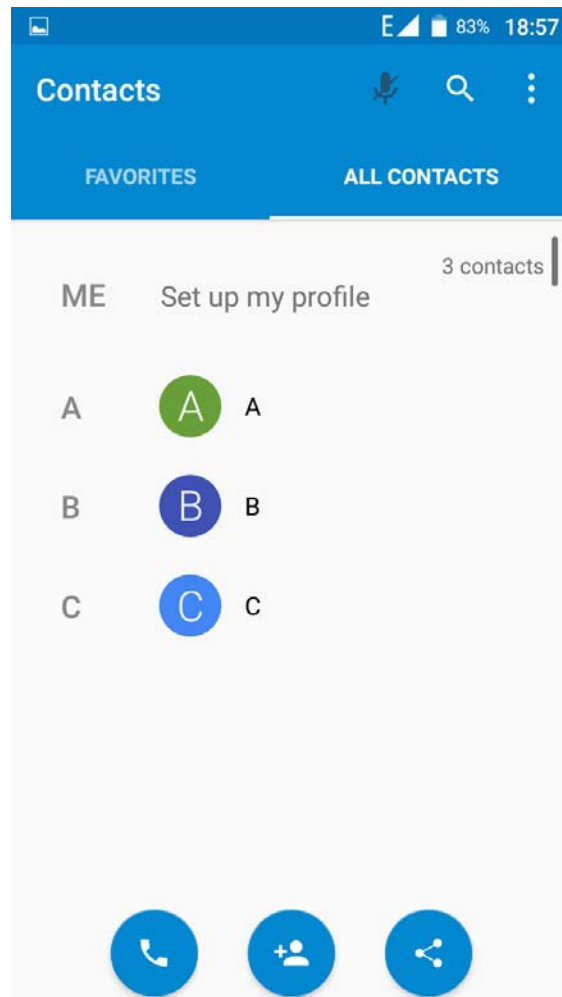 E 83% 18:57
Contacts
FAVORITES ALL CONTACTS
3 contacts
ME Set up my profile
A A A
B B B
C C C